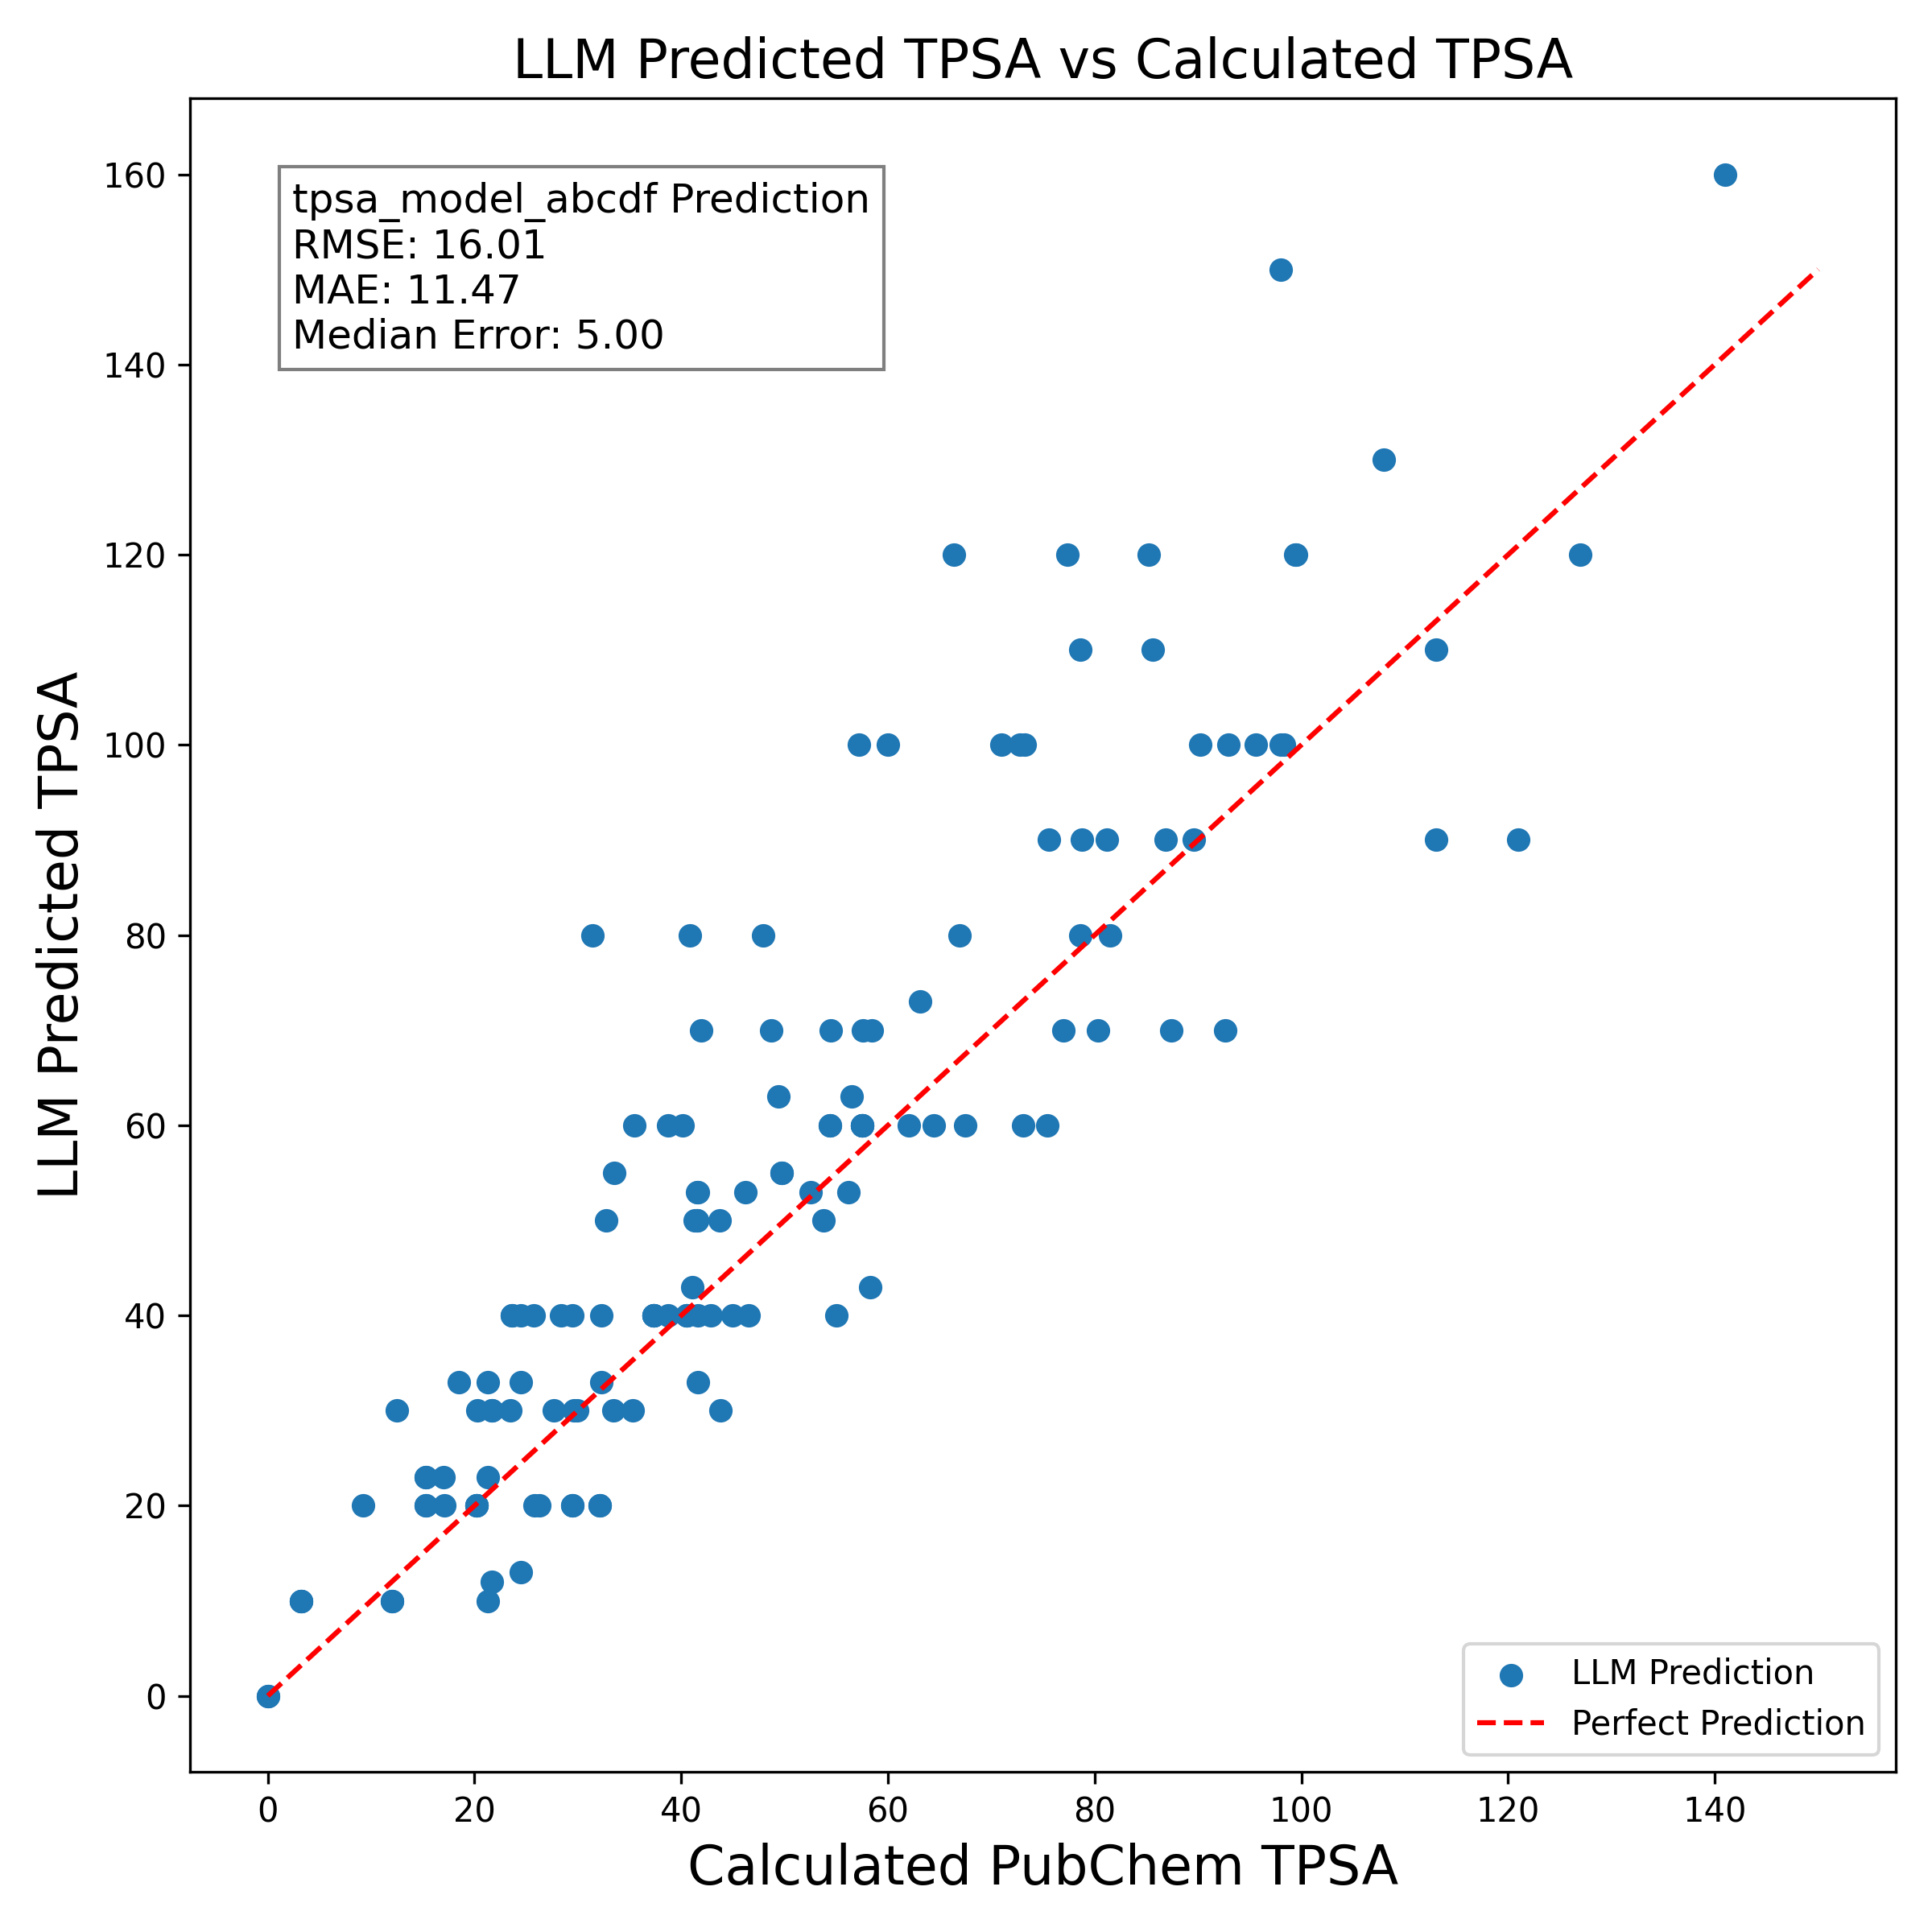 LLM Predicted TPSA vs Calculated TPSA
tpsa_model_abcdf Prediction
RMSE: 16.01
MAE: 11.47
Median Error: 5.00
LLM Predicted TPSA
160
140
120
100
80
60
40
20
0
LLM Prediction
Perfect Prediction
0 20 40 60 80 100 120 140
Calculated PubChem TPSA